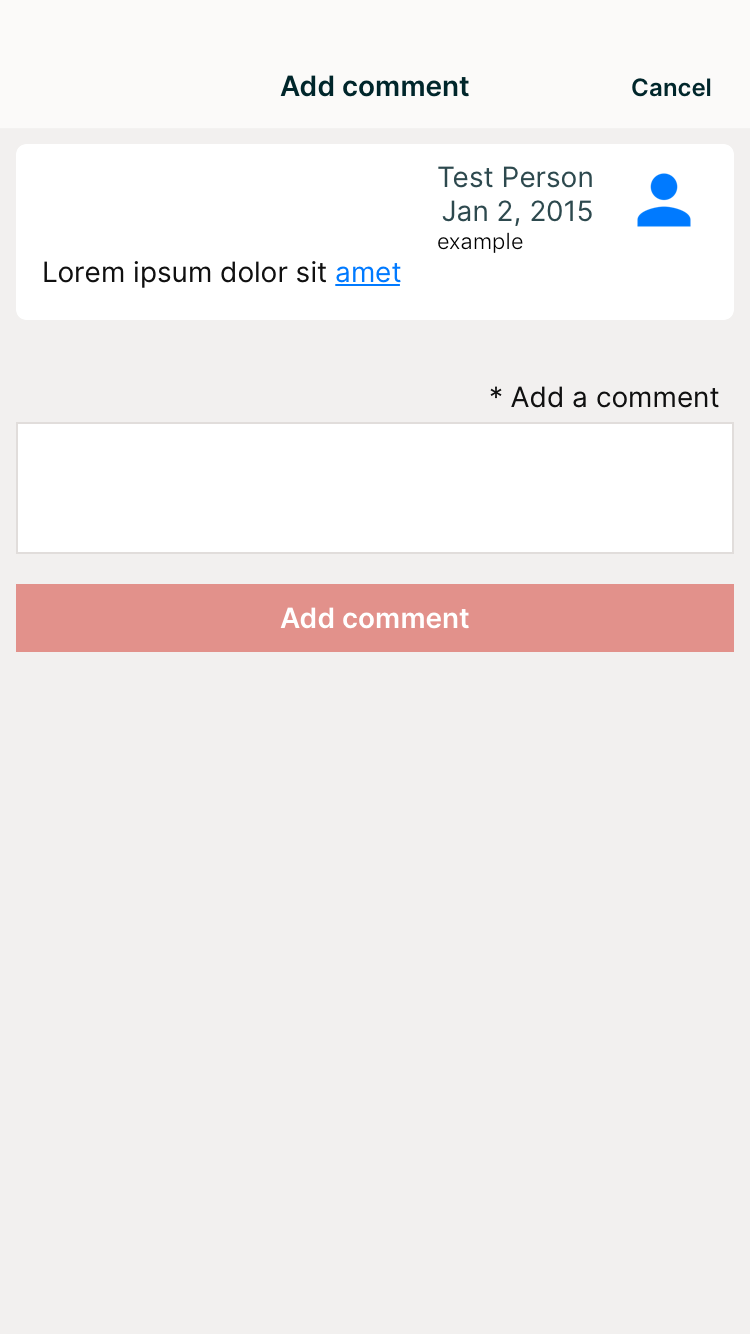 Add comment
Cancel
Test Person
Jan 2, 2015
example
Lorem ipsum dolor sit amet
* Add a comment
Add comment